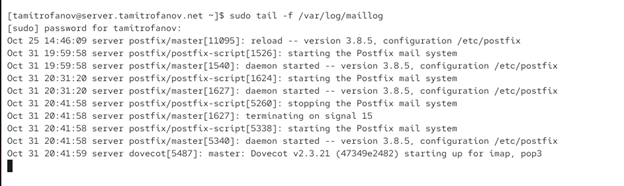 [tamitrofanov@server.tamitrofanov.net ~]$ sudo tail -f /var/log/maillog
[sudo] password for tamitrofanov:
Oct 25 14:46:09 server postfix/master[11095]: reload -- version 3.8.5, configuration /etc/postfix
Oct 31 19:59:58 server postfix/postfix-script[1526]: starting the Postfix mail system
Oct 31 19:59:58 server postfix/master[1540]: daemon started -- version 3.8.5, configuration /etc/postfix
Oct 31 20:31:20 server postfix/postfix-script[1624]: starting the Postfix mail system
Oct 31 20:31:20 server postfix/master[1627]: daemon started -- version 3.8.5, configuration /etc/postfix
Oct 31 20:41:58 server postfix/postfix-script[5260]: stopping the Postfix mail system
Oct 31 20:41:58 server postfix/master[1627]: terminating on signal 15
Oct 31 20:41:58 server postfix/postfix-script[5338]: starting the Postfix mail system
Oct 31 20:41:58 server postfix/master[5340]: daemon started -- version 3.8.5, configuration /etc/postfix
Oct 31 20:41:59 server dovecot[5487]: master: Dovecot v2.3.21 (47349e2482) starting up for imap, pop3